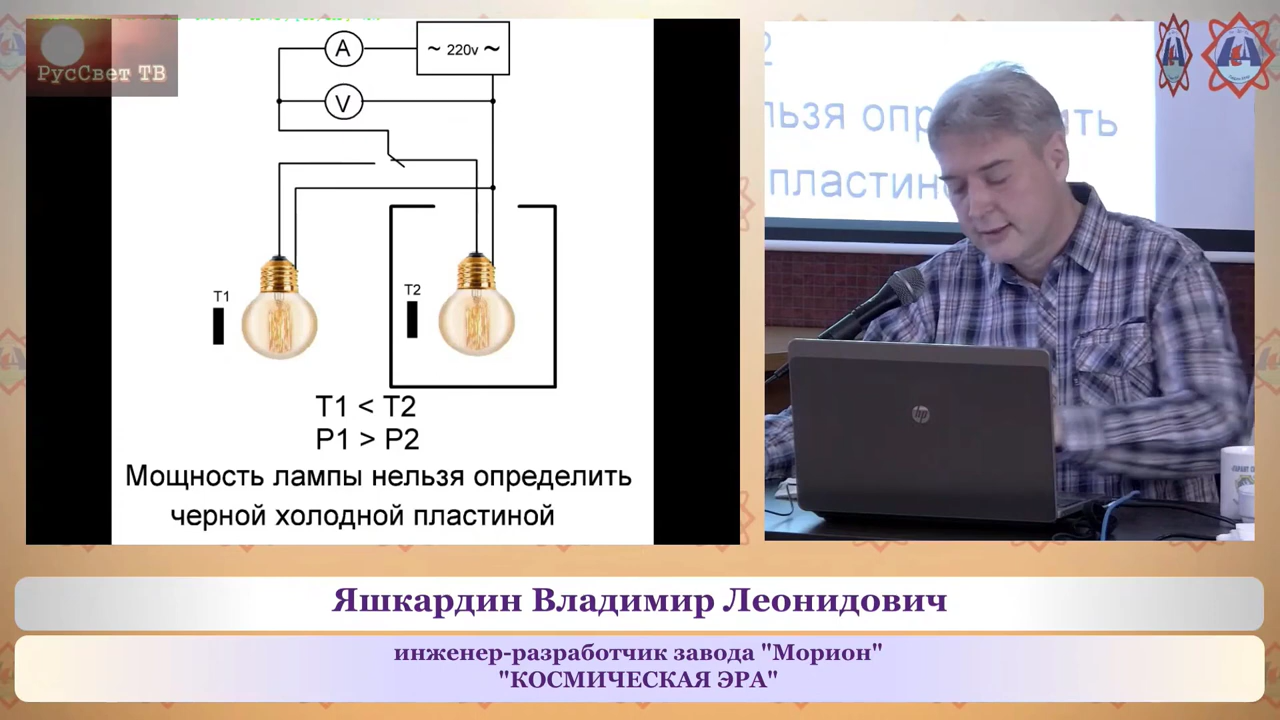 РусСвет ТВ
A
~ 220v ~
V
T1
T2
T1 < T2
P1 > P2
Мощность лампы нельзя определить
черной холодной пластиной
2
льзя опр
ить
пластин
hp
Яшкардин Владимир Леонидович
инженер-разработчик завода "Морион"
"КОСМИЧЕСКАЯ ЭРА"